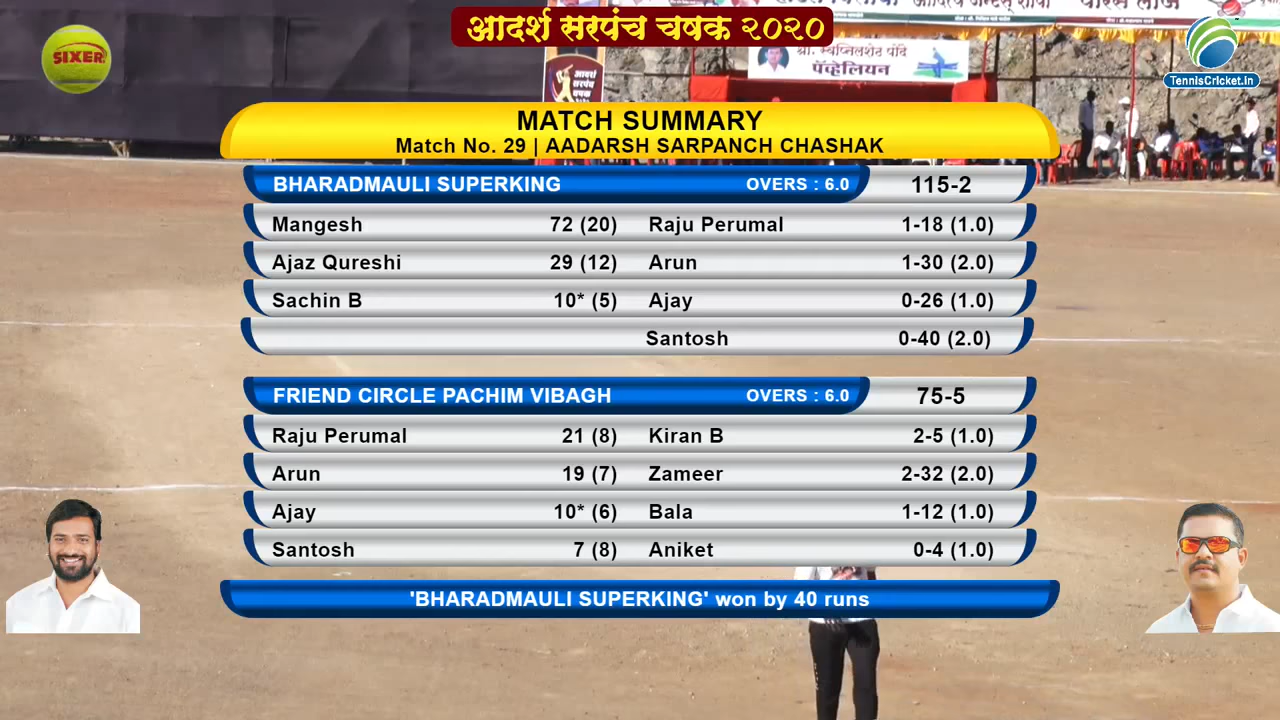 आदर्श सरपंच चषक २०२०
SIXER
TennisCricket.in
श्री. स्वप्निलशेठ पोंदे
पॅव्हेलियन
आदर्श
सरपंच
चषक
MATCH SUMMARY
Match No. 29 | AADARSH SARPANCH CHASHAK
BHARADMAULI SUPERKING OVERS : 6.0 115-2
Mangesh 72 (20) Raju Perumal 1-18 (1.0)
Ajaz Qureshi 29 (12) Arun 1-30 (2.0)
Sachin B 10* (5) Ajay 0-26 (1.0)
Santosh 0-40 (2.0)
FRIEND CIRCLE PACHIM VIBAGH OVERS : 6.0 75-5
Raju Perumal 21 (8) Kiran B 2-5 (1.0)
Arun 19 (7) Zameer 2-32 (2.0)
Ajay 10* (6) Bala 1-12 (1.0)
Santosh 7 (8) Aniket 0-4 (1.0)
'BHARADMAULI SUPERKING' won by 40 runs